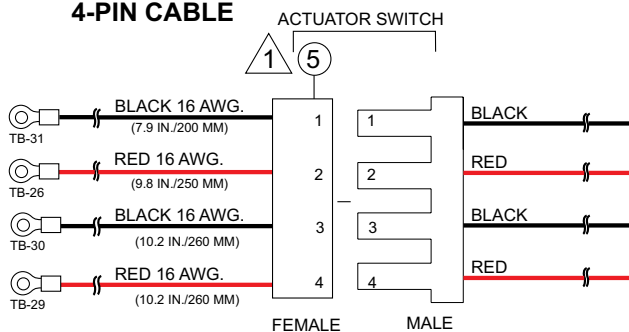 4-PIN CABLE
ACTUATOR SWITCH
1
5
BLACK 16 AWG.
(7.9 IN./200 MM)
TB-31
1
1
BLACK
RED 16 AWG.
(9.8 IN./250 MM)
TB-26
2
2
RED
BLACK 16 AWG.
(10.2 IN./260 MM)
TB-30
3
3
BLACK
RED 16 AWG.
(10.2 IN./260 MM)
TB-29
4
4
RED
FEMALE
MALE